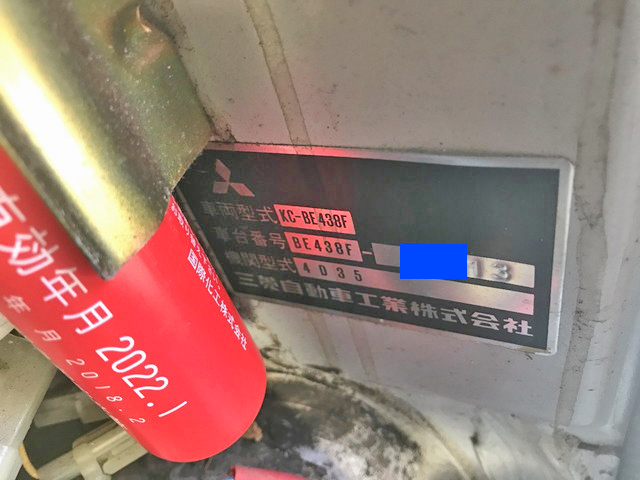 車両型式 KC-BE438F
車台番号 BE438F- 13
機関型式 4D35
三菱自動車工業株式会社
有効年月 2022.1
年月 2018.2
国際化工株式会社